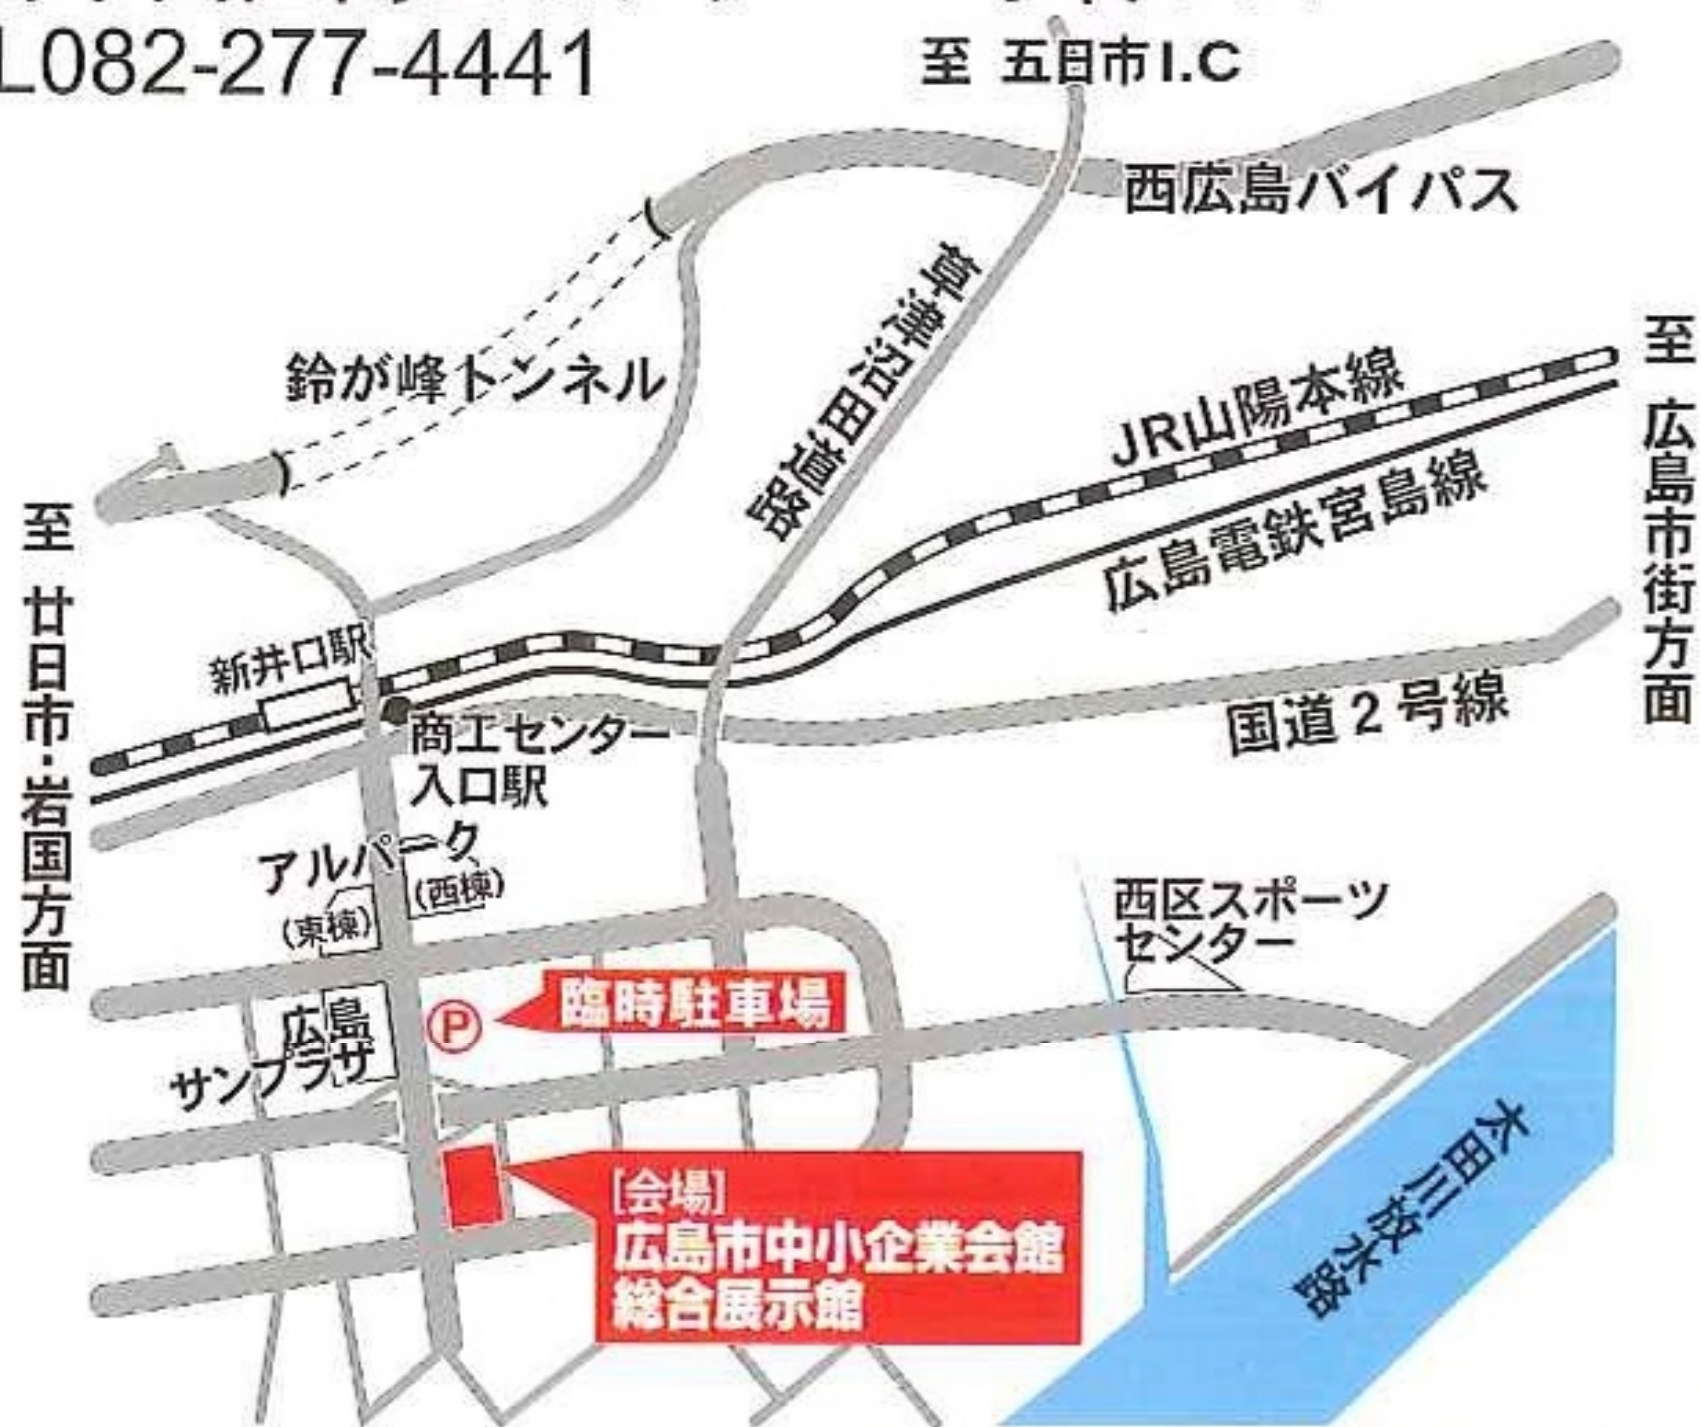 L082-277-4441
至 五日市I.C
西広島バイパス
草津沼田道路
鈴が峰トンネル
JR山陽本線
広島電鉄宮島線
至 広島市街方面
至 廿日市・岩国方面
新井口駅
商工センター
入口駅
国道2号線
アルパーク
(西棟)
(東棟)
西区スポーツ
センター
臨時駐車場
P
広島
サンプラザ
太田川放水路
[会場]
広島市中小企業会館
総合展示館